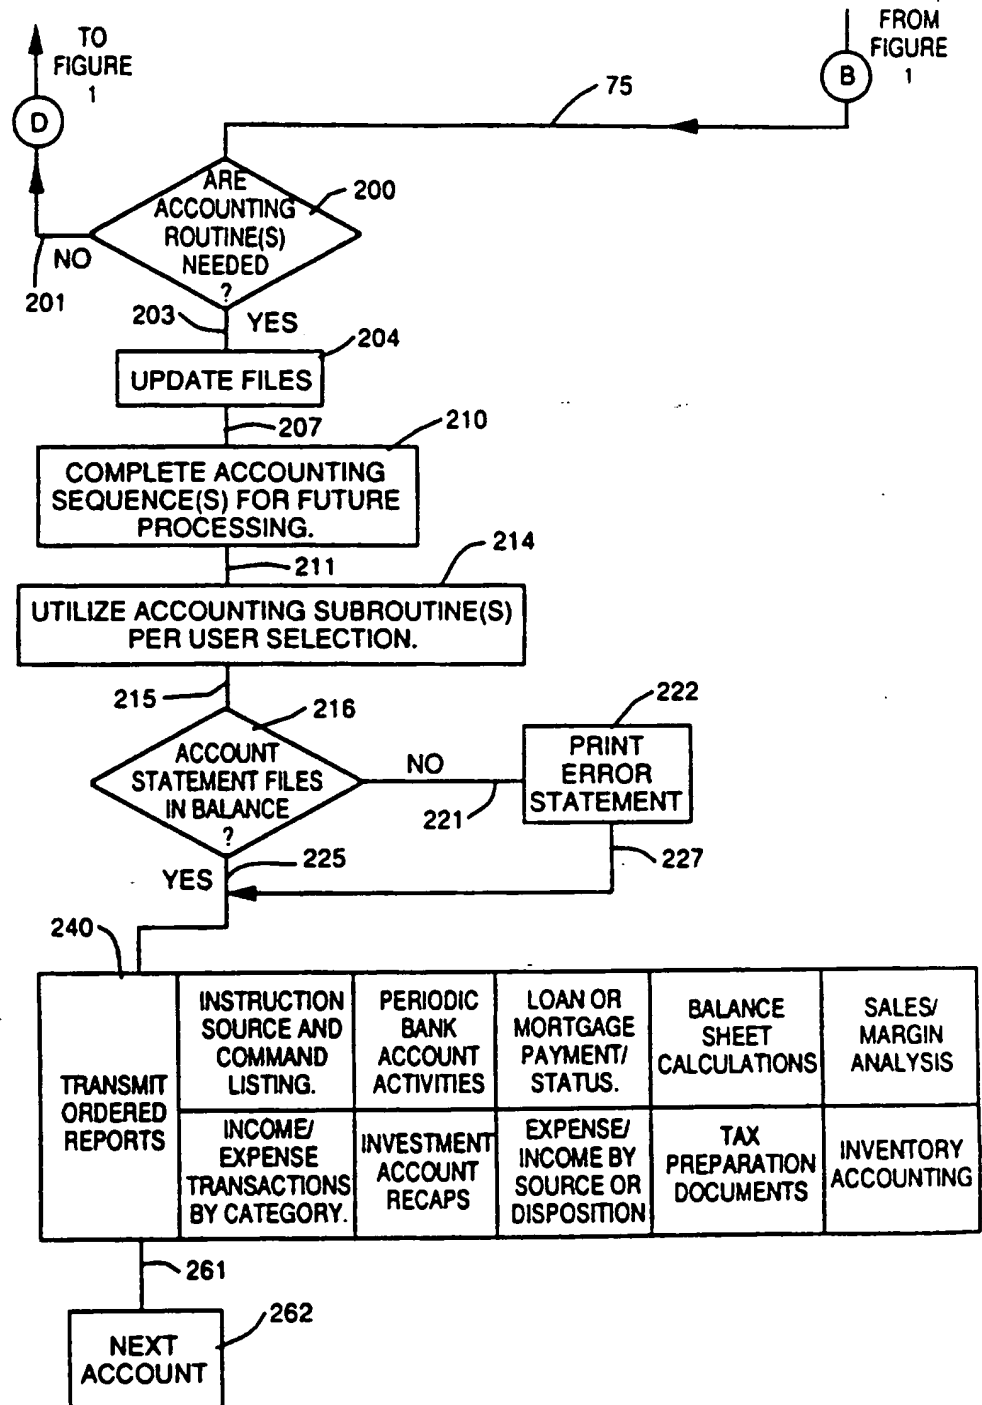 TO
FIGURE
1
FROM
FIGURE
1
D
B
75
ARE
ACCOUNTING
ROUTINE(S)
NEEDED
?
200
NO
201
203
YES
204
UPDATE FILES
207
210
COMPLETE ACCOUNTING
SEQUENCE(S) FOR FUTURE
PROCESSING.
211
214
UTILIZE ACCOUNTING SUBROUTINE(S)
PER USER SELECTION.
215
216
ACCOUNT
STATEMENT FILES
IN BALANCE
?
NO
221
222
PRINT
ERROR
STATEMENT
227
YES
225
240
TRANSMIT
ORDERED
REPORTS
INSTRUCTION
SOURCE AND
COMMAND
LISTING.
PERIODIC
BANK
ACCOUNT
ACTIVITIES
LOAN OR
MORTGAGE
PAYMENT/
STATUS.
BALANCE
SHEET
CALCULATIONS
SALES/
MARGIN
ANALYSIS
INCOME/
EXPENSE
TRANSACTIONS
BY CATEGORY.
INVESTMENT
ACCOUNT
RECAPS
EXPENSE/
INCOME BY
SOURCE OR
DISPOSITION
TAX
PREPARATION
DOCUMENTS
INVENTORY
ACCOUNTING
261
262
NEXT
ACCOUNT